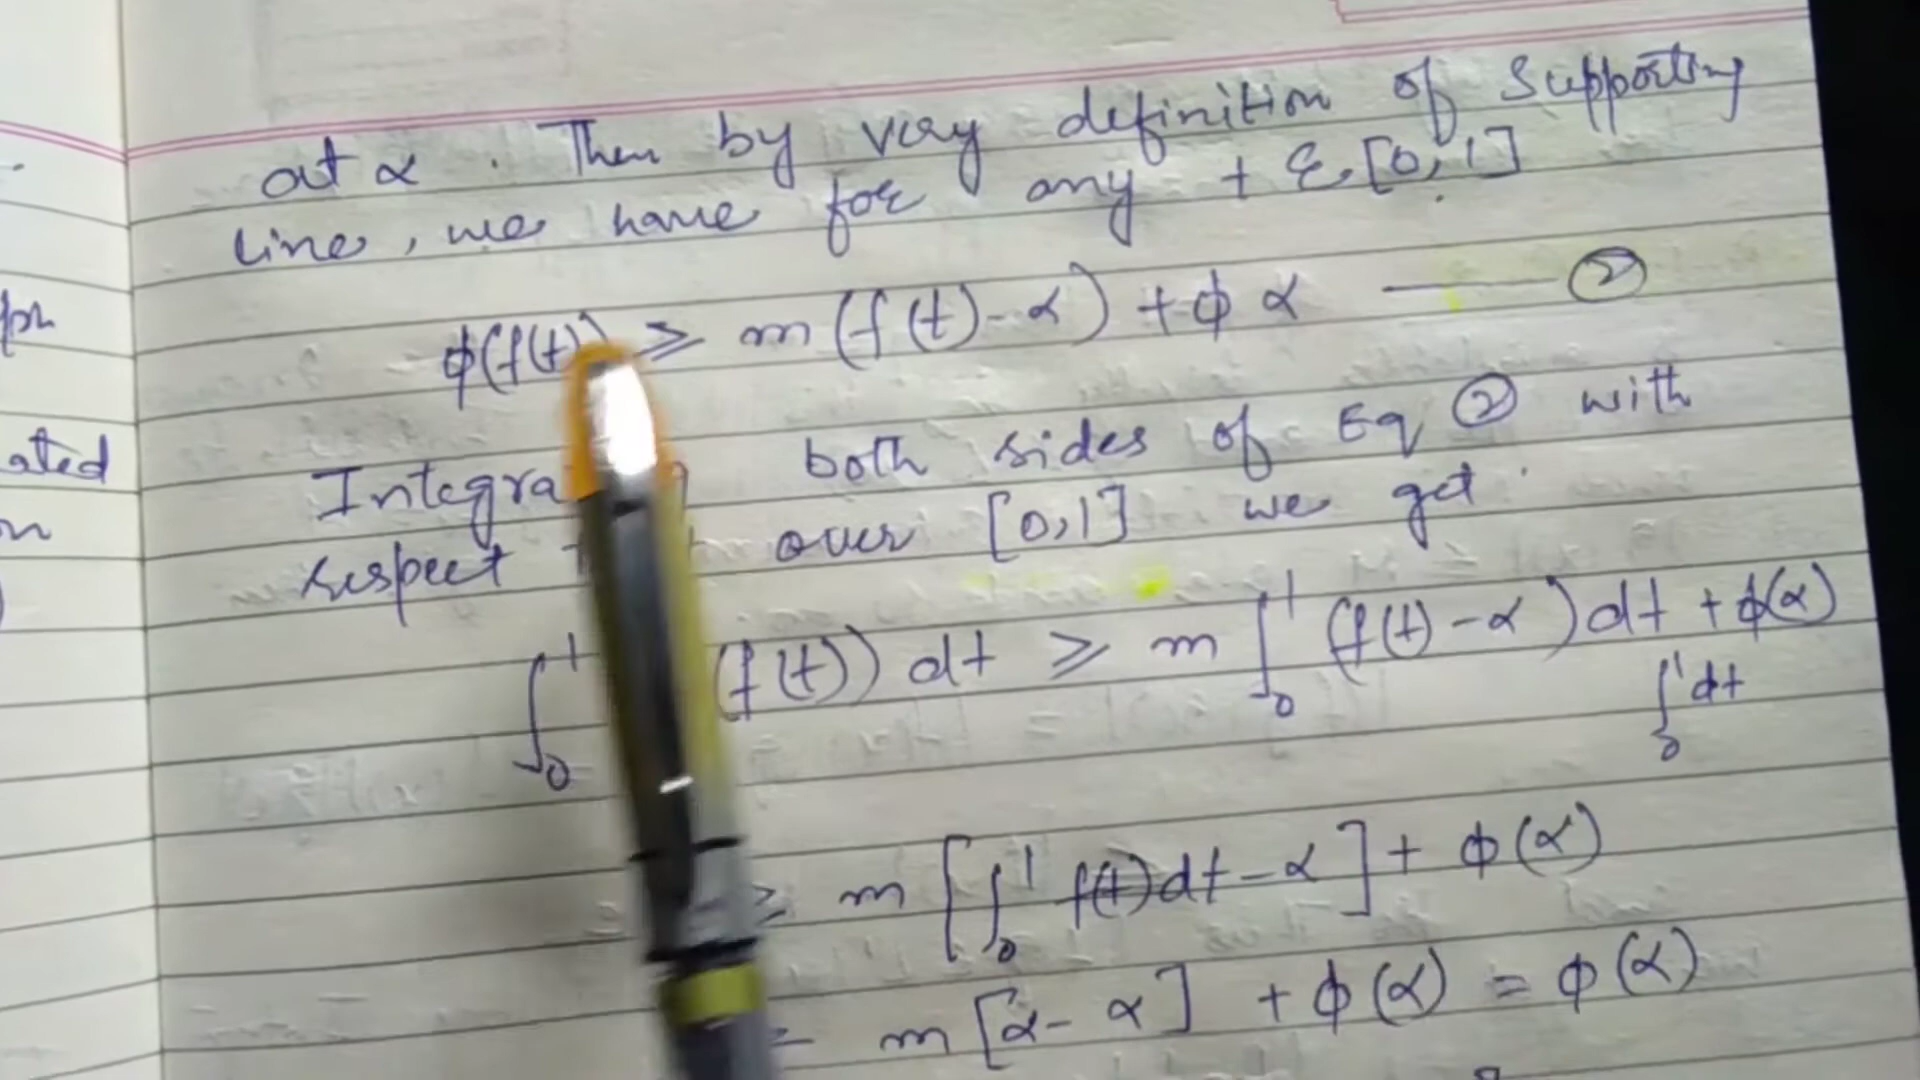 at α. Then by very definition of Supporting
line, we have for any t ε [0,1]
ϕ(f(t)) ≥ m(f(t)-α) + ϕ α —— ②
both sides of Eq ② with
respect over [0,1] we get
∫₀¹ (f(t)) dt ≥ m ∫₀¹ (f(t)-α) dt + ϕ(α)
∫₀¹ dt
≥ m [∫₀¹ f(t)dt - α] + ϕ(α)
= m [α - α] + ϕ(α) = ϕ(α)
ated